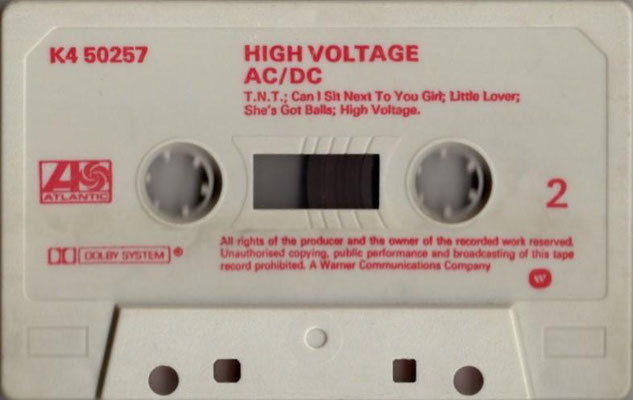 K4 50257
HIGH VOLTAGE
AC/DC
T.N.T.; Can I Sit Next To You Girl; Little Lover;
She's Got Balls; High Voltage.
ATLANTIC
2
DOLBY SYSTEM ®
All rights of the producer and the owner of the recorded work reserved.
Unauthorised copying, public performance and broadcasting of this tape
record prohibited. A Warner Communications Company